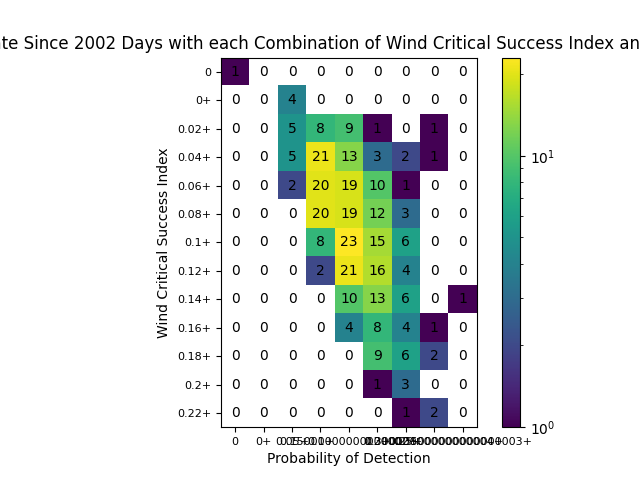 te Since 2002 Days with each Combination of Wind Critical Success Index an
0 1 0 0 0 0 0 0 0 0
0+ 0 0 4 0 0 0 0 0 0
0.02+ 0 0 5 8 9 1 0 1 0
0.04+ 0 0 5 21 13 3 2 1 0
0.06+ 0 0 2 20 19 10 1 0 0
0.08+ 0 0 0 20 19 12 3 0 0
0.1+ 0 0 0 8 23 15 6 0 0
0.12+ 0 0 0 2 21 16 4 0 0
0.14+ 0 0 0 0 10 13 6 0 1
0.16+ 0 0 0 0 4 8 4 1 0
0.18+ 0 0 0 0 0 9 6 2 0
0.2+ 0 0 0 0 0 1 3 0 0
0.22+ 0 0 0 0 0 0 1 2 0
0 0+
Probability of Detection
Wind Critical Success Index
10¹
10⁰